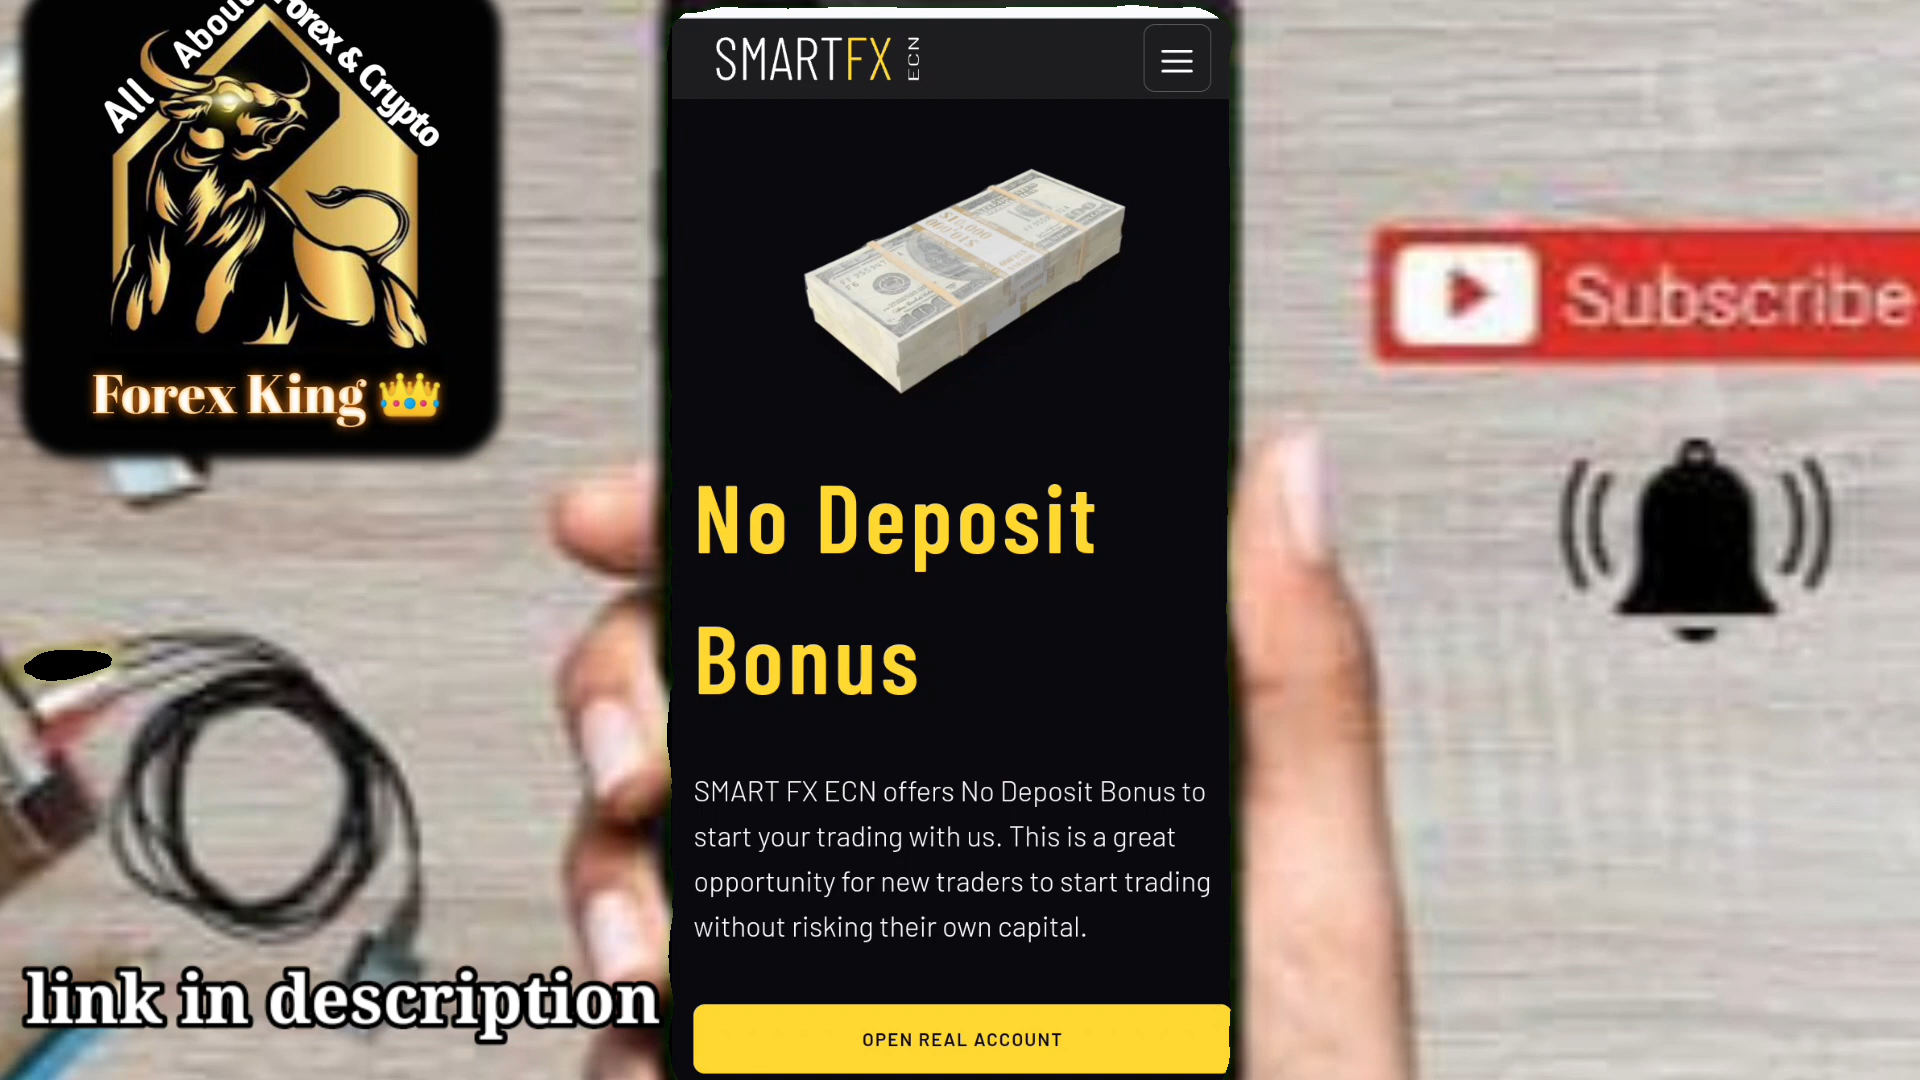 All About Forex & Crypto
Forex King
link in description
SMARTFX ECN
No Deposit
Bonus
SMART FX ECN offers No Deposit Bonus to
start your trading with us. This is a great
opportunity for new traders to start trading
without risking their own capital.
OPEN REAL ACCOUNT
Subscribe